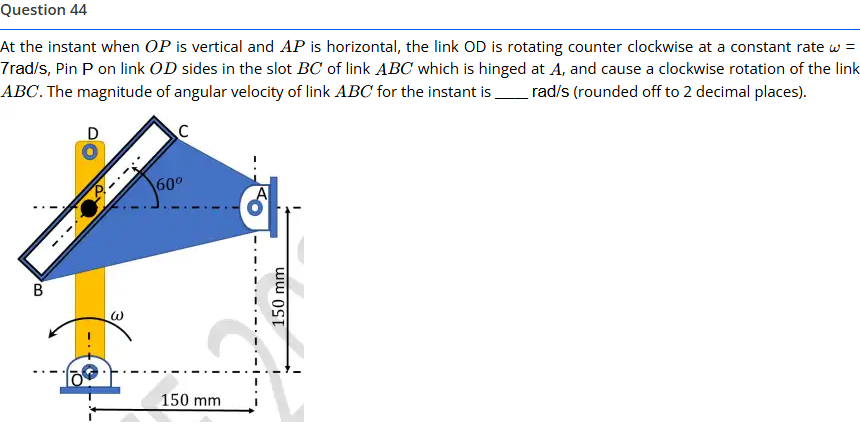 Question 44
At the instant when OP is vertical and AP is horizontal, the link OD is rotating counter clockwise at a constant rate ω =
7rad/s, Pin P on link OD sides in the slot BC of link ABC which is hinged at A, and cause a clockwise rotation of the link
ABC. The magnitude of angular velocity of link ABC for the instant is ____ rad/s (rounded off to 2 decimal places).
D
C
60°
P
A
B
150 mm
ω
O
150 mm